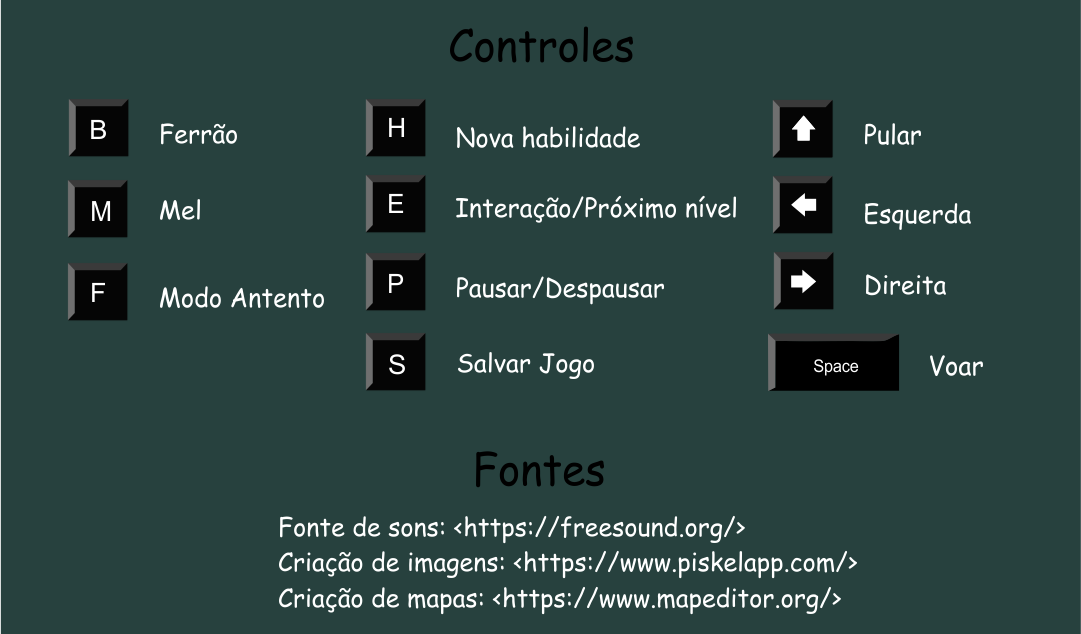 Controles
B Ferrão
H Nova habilidade
Pular
M Mel
E Interação/Próximo nível
Esquerda
F Modo Antento
P Pausar/Despausar
Direita
S Salvar Jogo
Space Voar
Fontes
Fonte de sons: <https://freesound.org/>
Criação de imagens: <https://www.piskelapp.com/>
Criação de mapas: <https://www.mapeditor.org/>